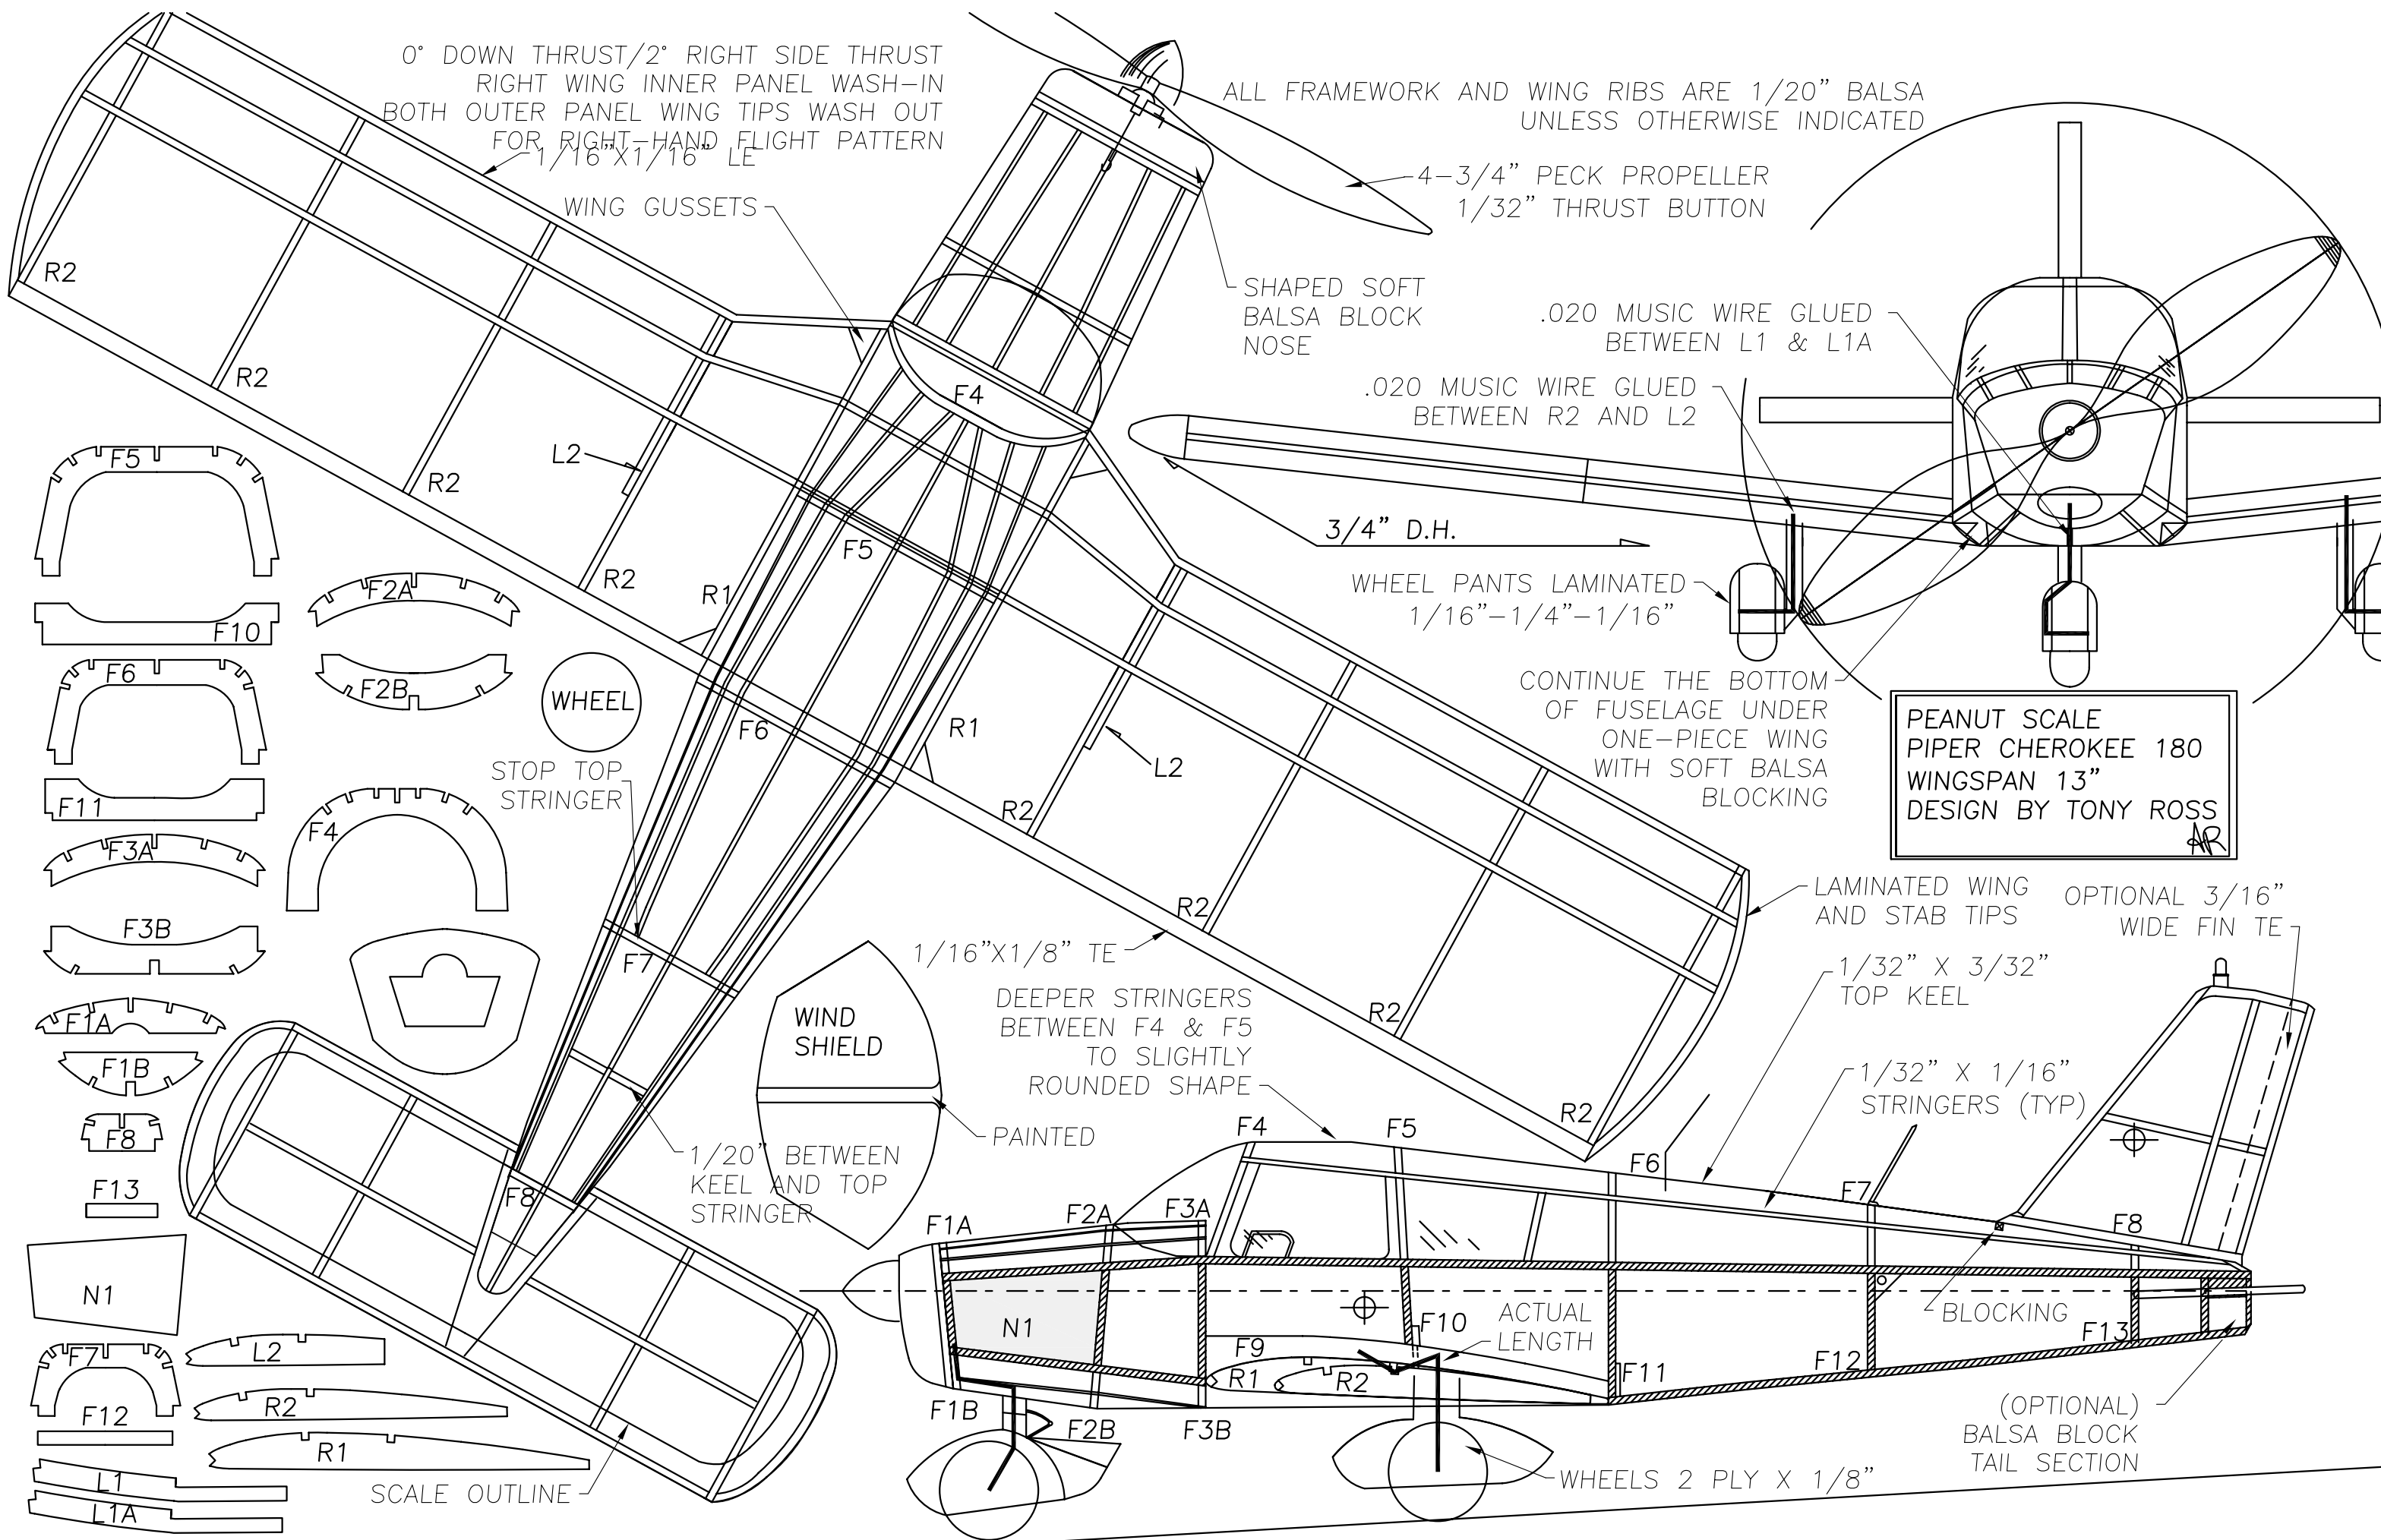 0° DOWN THRUST/2° RIGHT SIDE THRUST
RIGHT WING INNER PANEL WASH-IN
BOTH OUTER PANEL WING TIPS WASH OUT
FOR RIGHT-HAND FLIGHT PATTERN
1/16"X1/16" LE
WING GUSSETS
ALL FRAMEWORK AND WING RIBS ARE 1/20" BALSA
UNLESS OTHERWISE INDICATED
4-3/4" PECK PROPELLER
1/32" THRUST BUTTON
SHAPED SOFT
BALSA BLOCK
NOSE
.020 MUSIC WIRE GLUED
BETWEEN L1 & L1A
.020 MUSIC WIRE GLUED
BETWEEN R2 AND L2
3/4" D.H.
WHEEL PANTS LAMINATED
1/16"-1/4"-1/16"
CONTINUE THE BOTTOM
OF FUSELAGE UNDER
ONE-PIECE WING
WITH SOFT BALSA
BLOCKING
PEANUT SCALE
PIPER CHEROKEE 180
WINGSPAN 13"
DESIGN BY TONY ROSS
AR
R2
R2
R2
R2
L2
R1
F4
F5
F6
R1
L2
R2
R2
R2
R2
F7
F8
F5
F10
F6
F11
F3A
F3B
F1A
F1B
F8
F13
N1
F7
F12
L1
L1A
F2A
F2B
WHEEL
F4
L2
R2
R1
STOP TOP
STRINGER
1/16"X1/8" TE
WIND
SHIELD
PAINTED
DEEPER STRINGERS
BETWEEN F4 & F5
TO SLIGHTLY
ROUNDED SHAPE
1/20" BETWEEN
KEEL AND TOP
STRINGER
SCALE OUTLINE
LAMINATED WING
AND STAB TIPS
OPTIONAL 3/16"
WIDE FIN TE
1/32" X 3/32"
TOP KEEL
1/32" X 1/16"
STRINGERS (TYP)
F1A
F2A
F3A
F4
F5
F6
F7
F8
N1
F9
F10
ACTUAL
LENGTH
BLOCKING
R1
R2
F11
F12
F13
F1B
F2B
F3B
WHEELS 2 PLY X 1/8"
(OPTIONAL)
BALSA BLOCK
TAIL SECTION